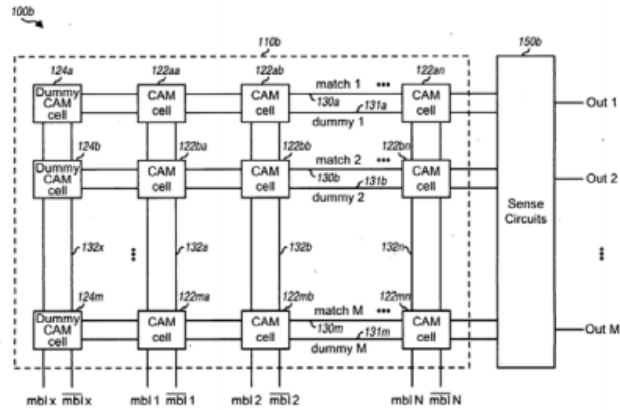 100b
110b
150b
124a
122aa
122ab
122an
match 1 •••
Dummy CAM cell
CAM cell
CAM cell
130a
131a
CAM cell
Out 1
dummy 1
124b
122ba
122bb
match 2 •••
122bn
Dummy CAM cell
CAM cell
CAM cell
130b
131b
CAM cell
Out 2
dummy 2
Sense Circuits
132x
132a
132b
132n
124m
122ma
122mb
match M •••
122mn
Dummy CAM cell
CAM cell
CAM cell
130m
131m
CAM cell
Out M
dummy M
mbl x m̅b̅l̅ x
mbl 1 m̅b̅l̅ 1
mbl 2 m̅b̅l̅ 2
mbl N m̅b̅l̅ N